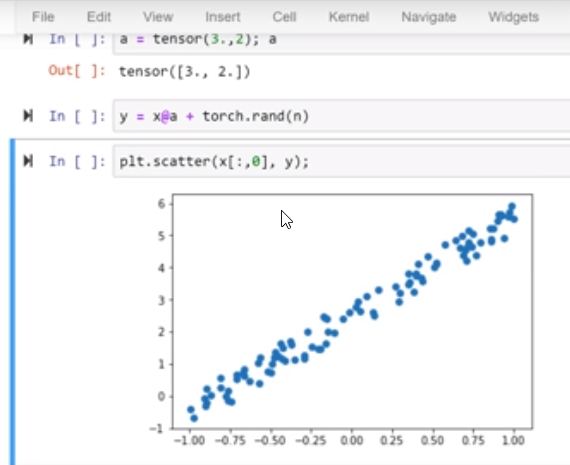 File Edit View Insert Cell Kernel Navigate Widgets
In [ ]: a = tensor(3.,2); a
Out[ ]: tensor([3., 2.])
In [ ]: y = x@a + torch.rand(n)
In [ ]: plt.scatter(x[:,0], y);
6
5
4
3
2
1
0
−1
−1.00 −0.75 −0.50 −0.25 0.00 0.25 0.50 0.75 1.00